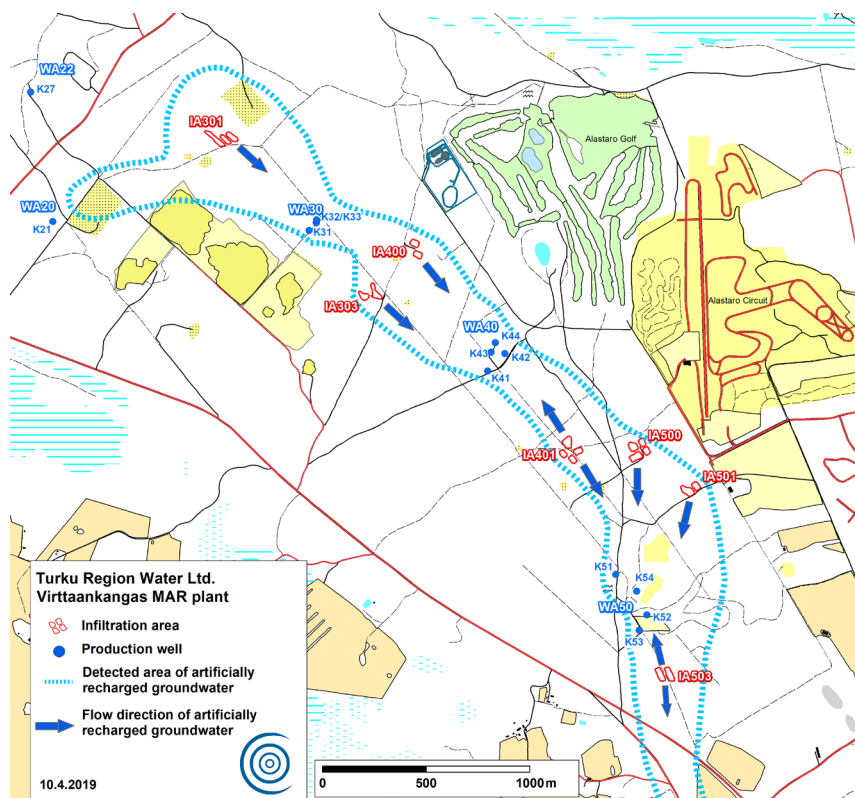 WA22
K27
IA301
Alastaro Golf
WA20
K21
WA30
K32/K33
K31
IA400
IA303
Alastaro Circuit
WA40
K44
K43
K42
K41
IA500
IA401
IA501
K51
K54
WA50
K52
K53
IA503
Turku Region Water Ltd.
Virttaankangas MAR plant
Infiltration area
Production well
Detected area of artificially
recharged groundwater
Flow direction of artificially
recharged groundwater
10.4.2019
0 500 1000 m